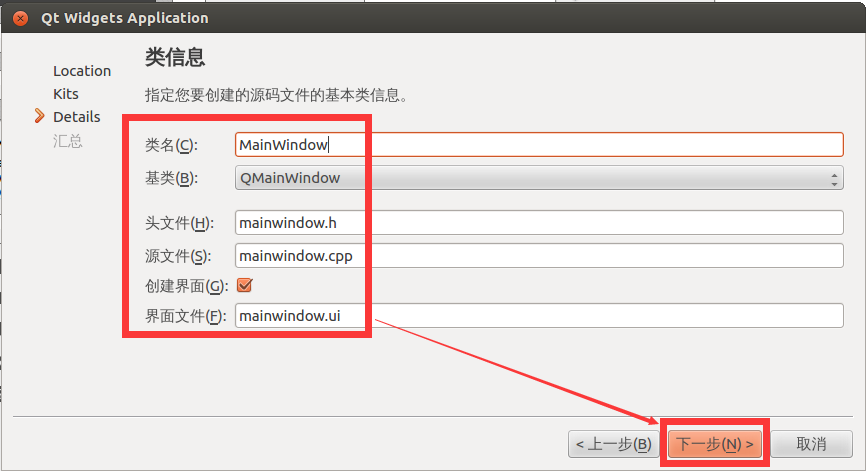 Qt Widgets Application
Location
Kits
Details
汇总
类信息
指定您要创建的源码文件的基本类信息。
类名(C): MainWindow
基类(B): QMainWindow
头文件(H): mainwindow.h
源文件(S): mainwindow.cpp
创建界面(G):
界面文件(F): mainwindow.ui
< 上一步(B) 下一步(N) > 取消